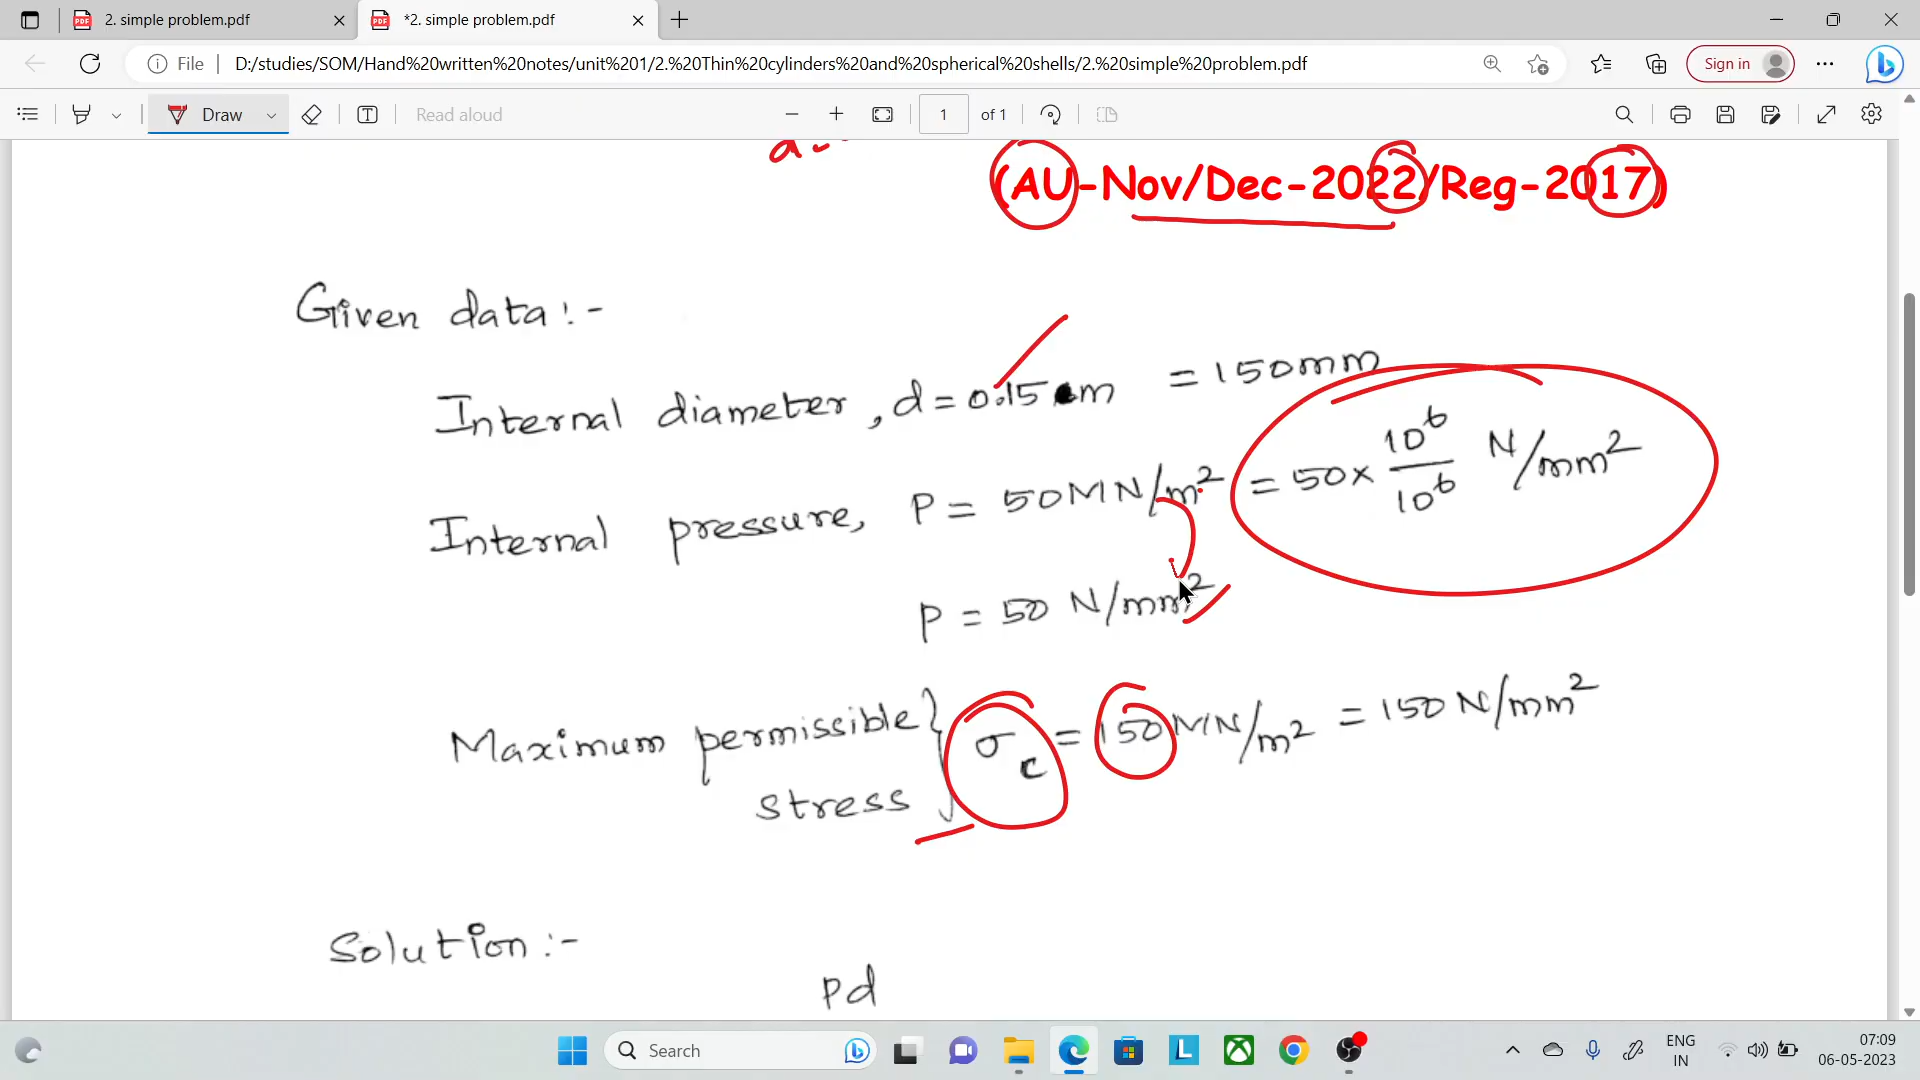 2. simple problem.pdf
*2. simple problem.pdf
File
D:/studies/SOM/Hand%20written%20notes/unit%201/2.%20Thin%20cylinders%20and%20spherical%20shells/2.%20simple%20problem.pdf
Sign in
Draw
Read aloud
1 of 1
(AU-Nov/Dec-2022/Reg-2017)
Given data:-
Internal diameter, d = 0.15 m = 150mm
Internal pressure, P = 50MN/m² = 50 × 10⁶/10⁶ N/mm²
P = 50 N/mm²
Maximum permissible stress } σc = 150 MN/m² = 150 N/mm²
Solution:-
Pd
Search
ENG
IN
07:09
06-05-2023